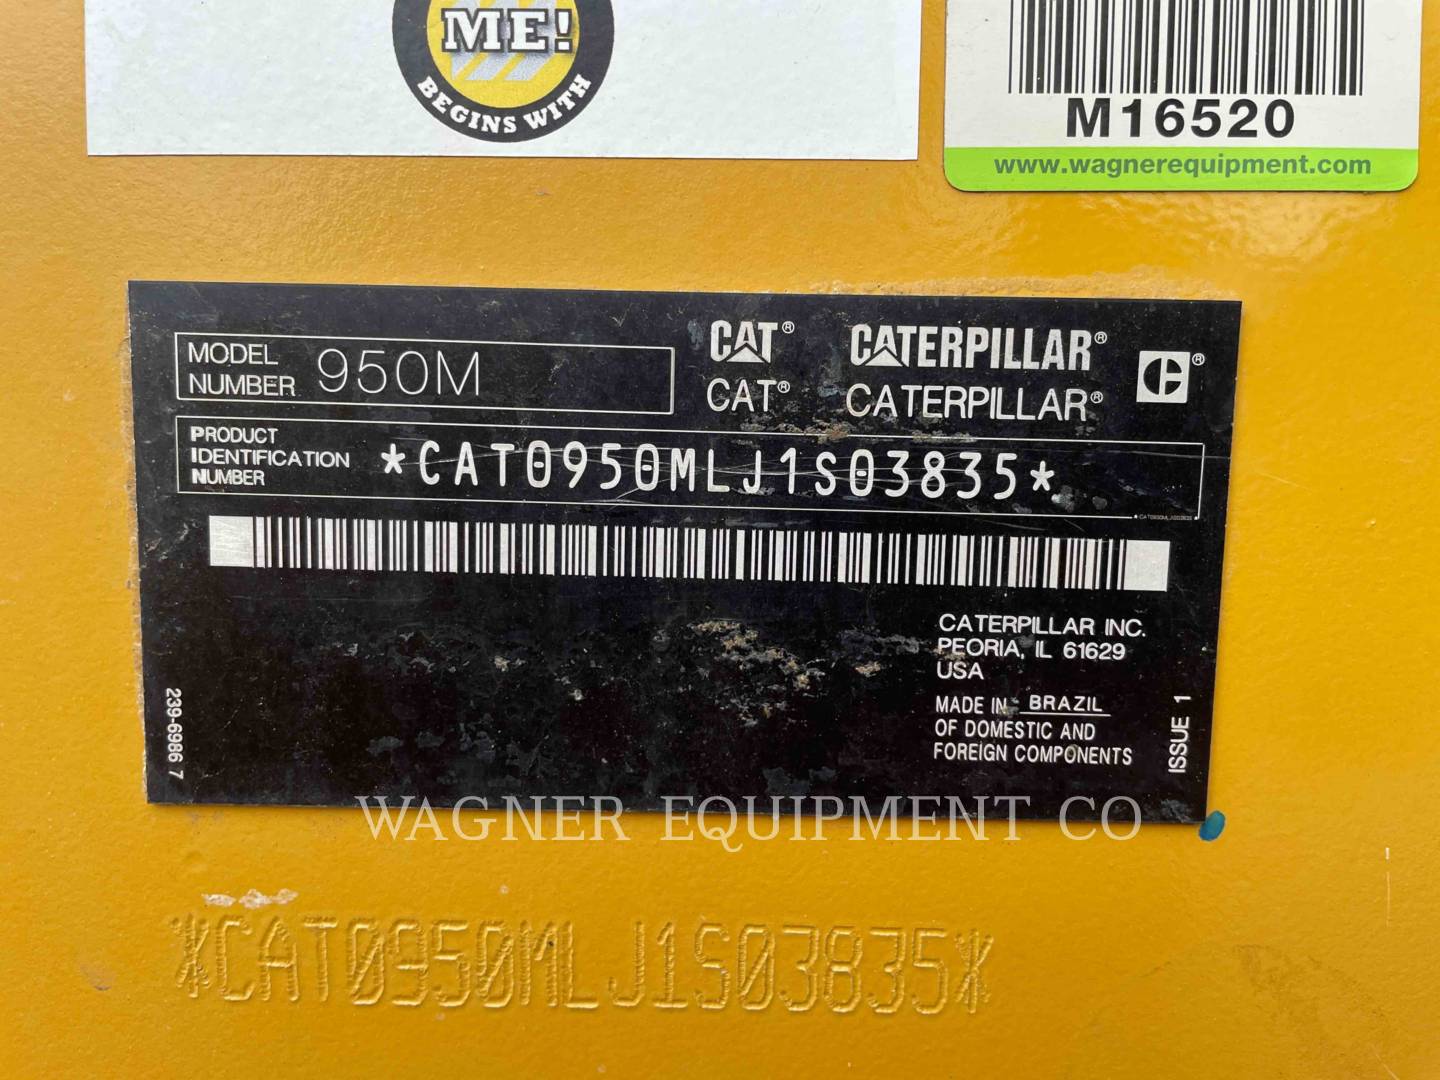 ME!
BEGINS WITH
M16520
www.wagnerequipment.com
MODEL NUMBER 950M
CAT® CATERPILLAR®
CAT® CATERPILLAR®
PRODUCT IDENTIFICATION NUMBER *CAT0950MLJ1S03835*
*CAT0950MLJ1S03835*
CATERPILLAR INC.
PEORIA, IL 61629
USA
MADE IN BRAZIL
OF DOMESTIC AND
FOREIGN COMPONENTS
239-6986 7
ISSUE 1
WAGNER EQUIPMENT CO
*CAT0950MLJ1S03835*